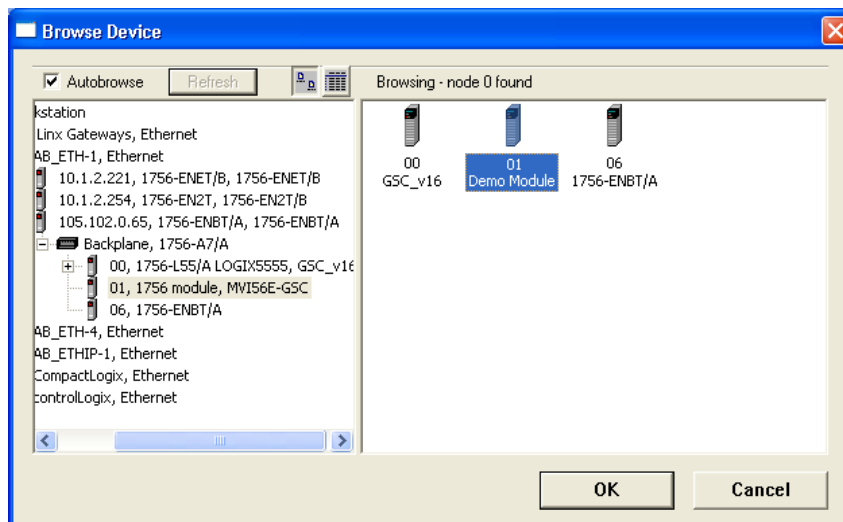 Browse Device
Autobrowse
Refresh
Browsing - node 0 found
kstation
Linx Gateways, Ethernet
AB_ETH-1, Ethernet
10.1.2.221, 1756-ENET/B, 1756-ENET/B
10.1.2.254, 1756-EN2T, 1756-EN2T/B
105.102.0.65, 1756-ENBT/A, 1756-ENBT/A
Backplane, 1756-A7/A
00, 1756-L55/A LOGIX5555, GSC_v16
01, 1756 module, MVI56E-GSC
06, 1756-ENBT/A
AB_ETH-4, Ethernet
AB_ETHIP-1, Ethernet
CompactLogix, Ethernet
controlLogix, Ethernet
00
GSC_v16
01
Demo Module
06
1756-ENBT/A
OK
Cancel